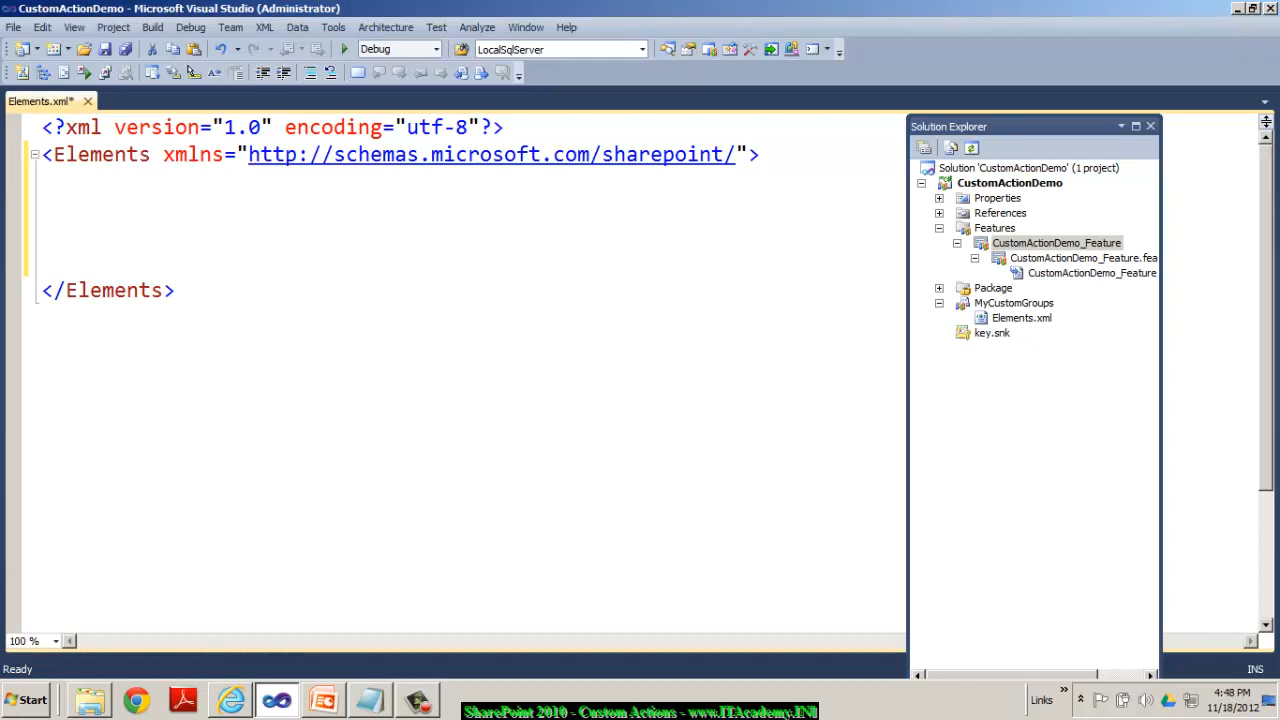 CustomActionDemo - Microsoft Visual Studio (Administrator)
File Edit View Project Build Debug Team XML Data Tools Architecture Test Analyze Window Help
Debug LocalSqlServer
Elements.xml*
<?xml version="1.0" encoding="utf-8"?>
<Elements xmlns="http://schemas.microsoft.com/sharepoint/">
</Elements>
Solution Explorer
Solution 'CustomActionDemo' (1 project)
CustomActionDemo
Properties
References
Features
CustomActionDemo_Feature
CustomActionDemo_Feature.fea
CustomActionDemo_Feature
Package
MyCustomGroups
Elements.xml
key.snk
100 %
Ready INS
Start Links 4:48 PM
11/18/2012
SharePoint 2010 - Custom Actions - www.ITAcademy.IN!